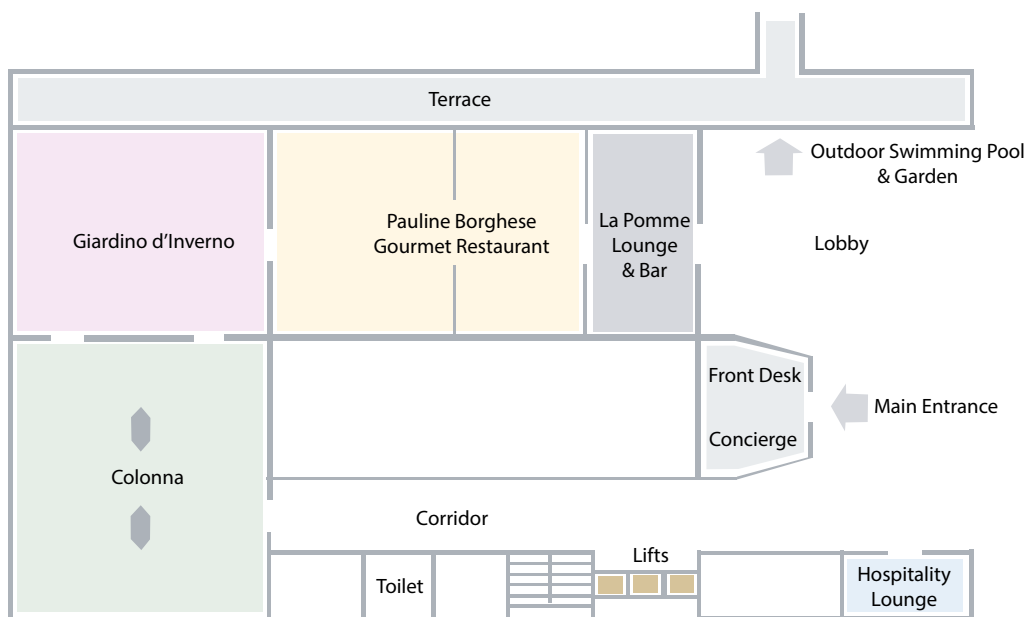 Terrace
Outdoor Swimming Pool
& Garden
Giardino d’Inverno
Pauline Borghese
Gourmet Restaurant
La Pomme
Lounge
& Bar
Lobby
Front Desk
Main Entrance
Concierge
Colonna
Corridor
Lifts
Toilet
Hospitality
Lounge